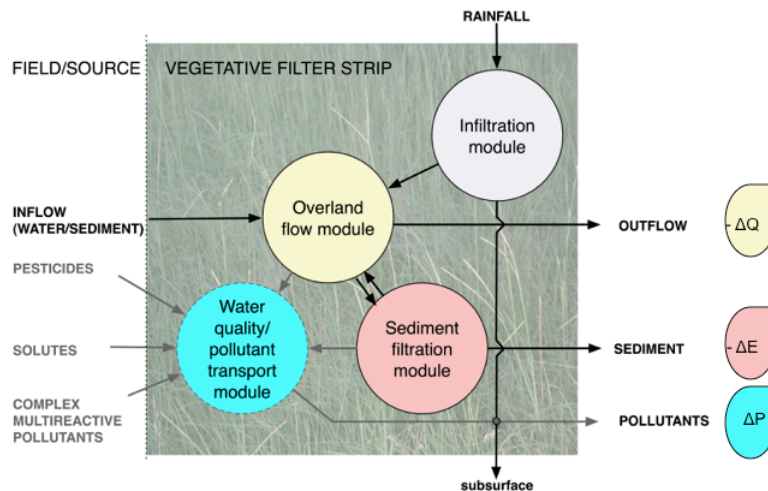 RAINFALL
FIELD/SOURCE
VEGETATIVE FILTER STRIP
Infiltration
module
Overland
flow module
INFLOW
(WATER/SEDIMENT)
OUTFLOW
- ΔQ
PESTICIDES
Water
quality/
pollutant
transport
module
Sediment
filtration
module
SOLUTES
SEDIMENT
- ΔE
COMPLEX
MULTIREACTIVE
POLLUTANTS
POLLUTANTS
ΔP
subsurface